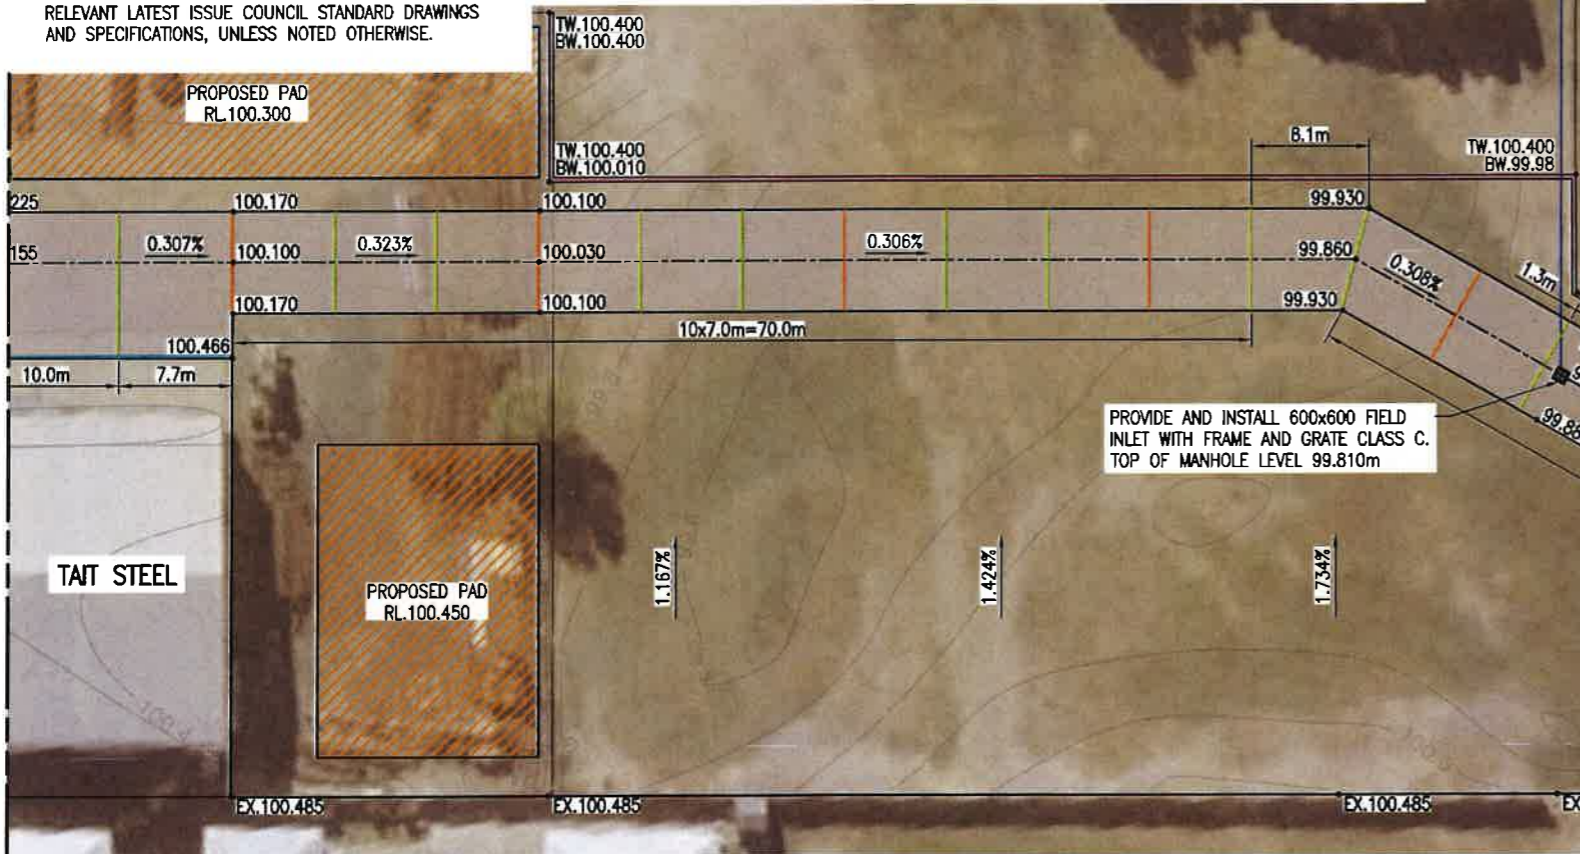 RELEVANT LATEST ISSUE COUNCIL STANDARD DRAWINGS
AND SPECIFICATIONS, UNLESS NOTED OTHERWISE.
TW.100.400
BW.100.400
PROPOSED PAD
RL.100.300
TW.100.400
BW.100.010
8.1m
TW.100.400
BW.99.98
225
100.170
100.100
99.930
155
0.307%
100.100
0.323%
100.030
0.306%
99.860
0.308%
1.3m
100.170
100.100
99.930
100.466
10x7.0m=70.0m
10.0m
7.7m
99.88
PROVIDE AND INSTALL 600x600 FIELD
INLET WITH FRAME AND GRATE CLASS C.
TOP OF MANHOLE LEVEL 99.810m
TAIT STEEL
PROPOSED PAD
RL.100.450
1.167%
1.424%
1.734%
100.4
EX.100.485
EX.100.485
EX.100.485
EX